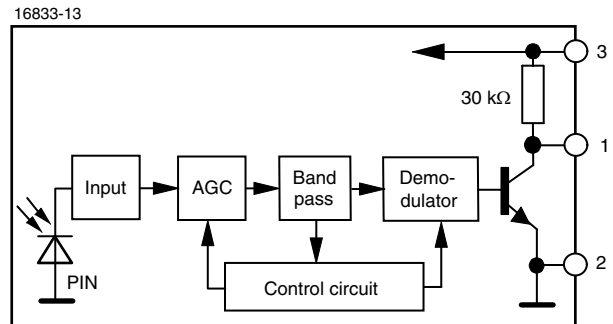 16833-13
3
30 kΩ
1
Input
AGC
Band
pass
Demo-
dulator
2
PIN
Control circuit